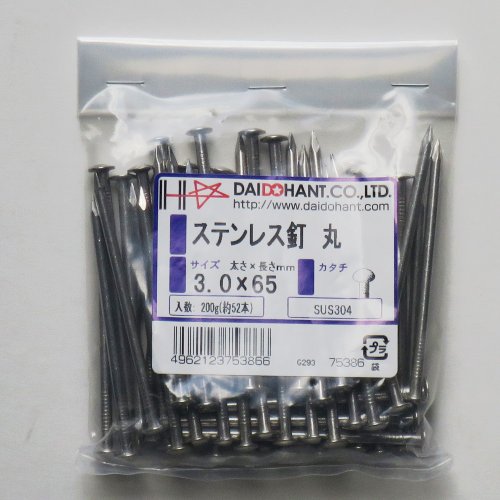 DAIDOHANT.CO.,LTD.
http://www.daidohant.com
ステンレス釘 丸
サイズ 太さ×長さmm カタチ
3.0×65
入数: 200g(約52本) SUS304
4962123753866 G293 75386
プラ
袋